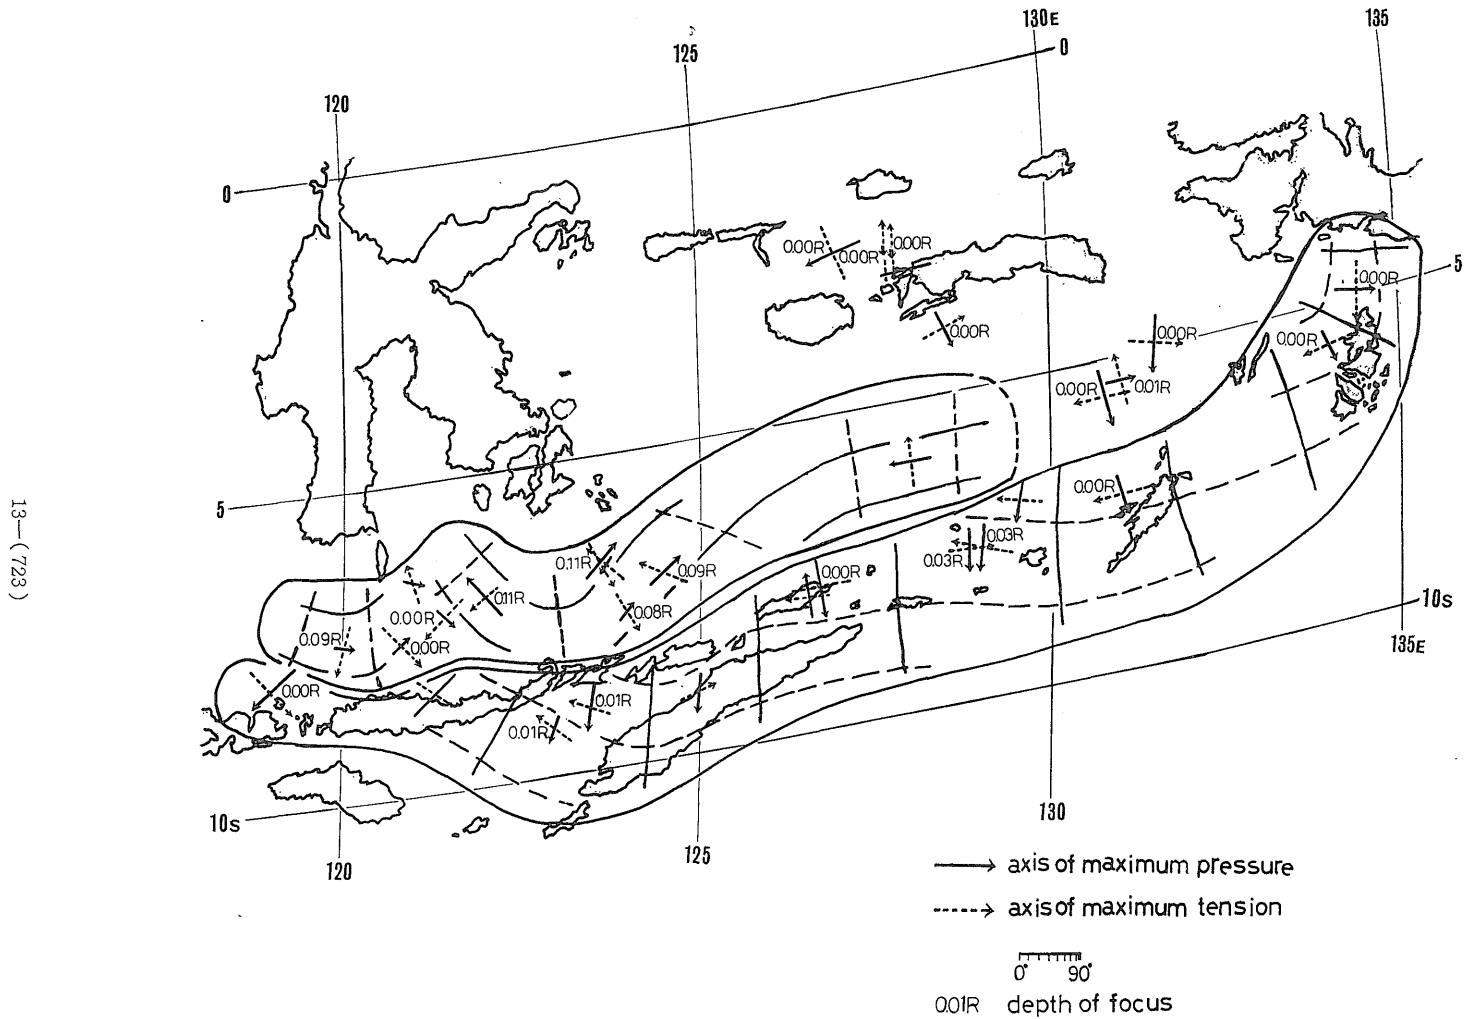 130E
135
125
0
120
0
0.00R
0.00R
0.00R
5
0.00R
0.00R
0.00R
0.00R
0.00R
0.01R
5
0.00R
0.11R
0.09R
0.03R
0.03R
0.11R
0.00R
0.08R
0.00R
0.09R
0.00R
10s
135E
0.00R
0.01R
0.01R
10s
130
125
120
axis of maximum pressure
axis of maximum tension
0° 90°
0.01R depth of focus
13—(723)